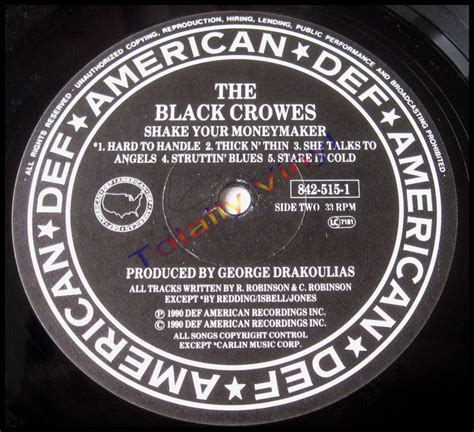 ALL RIGHTS RESERVED · UNAUTHORIZED COPYING, REPRODUCTION, HIRING, LENDING, PUBLIC PERFORMANCE AND BROADCASTING PROHIBITED ·
DEF ★ AMERICAN ★ DEF ★ AMERICAN ★ DEF ★ AMERICAN ★
THE
BLACK CROWES
SHAKE YOUR MONEYMAKER
*1. HARD TO HANDLE 2. THICK N' THIN 3. SHE TALKS TO
ANGELS 4. STRUTTIN' BLUES 5. STARE IT COLD
842-515-1
SIDE TWO 33 RPM
LC 7181
Totally Vinyl
PRODUCED BY GEORGE DRAKOULIAS
ALL TRACKS WRITTEN BY R. ROBINSON & C. ROBINSON
EXCEPT *BY REDDING/ISBELL/JONES
℗ 1990 DEF AMERICAN RECORDINGS INC.
© 1990 DEF AMERICAN RECORDINGS INC.
ALL SONGS COPYRIGHT CONTROL
EXCEPT *CARLIN MUSIC CORP.